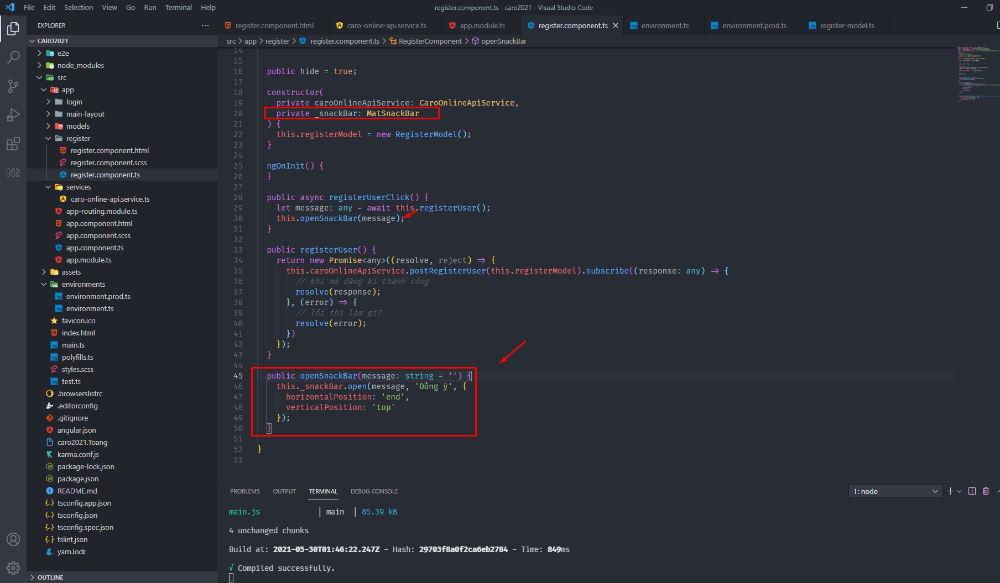 File Edit Selection View Go Run Terminal Help
register.component.ts - caro2021 - Visual Studio Code
EXPLORER
CARO2021
e2e
node_modules
src
app
login
main-layout
models
register
register.component.html
register.component.scss
register.component.ts
services
caro-online-api.service.ts
app-routing.module.ts
app.component.html
app.component.scss
app.component.ts
app.module.ts
assets
environments
environment.prod.ts
environment.ts
favicon.ico
index.html
main.ts
polyfills.ts
styles.scss
test.ts
.browserslistrc
.editorconfig
.gitignore
angular.json
caro2021.Toang
karma.conf.js
package-lock.json
package.json
README.md
tsconfig.app.json
tsconfig.json
tsconfig.spec.json
tslint.json
yarn.lock
OUTLINE
register.component.html caro-online-api.service.ts app.module.ts register.component.ts environment.ts environment.prod.ts register-model.ts
src > app > register > register.component.ts > RegisterComponent > openSnackBar
14
15
16 public hide = true;
17
18 constructor(
19 private caroOnlineApiService: CaroOnlineApiService,
20 private _snackBar: MatSnackBar
21 ) {
22 this.registerModel = new RegisterModel();
23 }
24
25 ngOnInit() {
26 }
27
28 public async registerUserClick() {
29 let message: any = await this.registerUser();
30 this.openSnackBar(message);
31 }
32
33 public registerUser() {
34 return new Promise<any>((resolve, reject) => {
35 this.caroOnlineApiService.postRegisterUser(this.registerModel).subscribe((response: any) => {
36 // khi mà đăng kí thành công
37 resolve(response);
38 }, (error) => {
39 // lỗi thì làm gì?
40 resolve(error);
41 })
42 });
43 }
44
45 public openSnackBar(message: string = '') {
46 this._snackBar.open(message, 'Đồng ý', {
47 horizontalPosition: 'end',
48 verticalPosition: 'top'
49 });
50 }
51
52 }
53
PROBLEMS OUTPUT TERMINAL DEBUG CONSOLE
1: node
main.js | main | 85.39 kB
4 unchanged chunks
Build at: 2021-05-30T01:46:22.247Z - Hash: 29703f8a0f2ca6eb2784 - Time: 849ms
√ Compiled successfully.